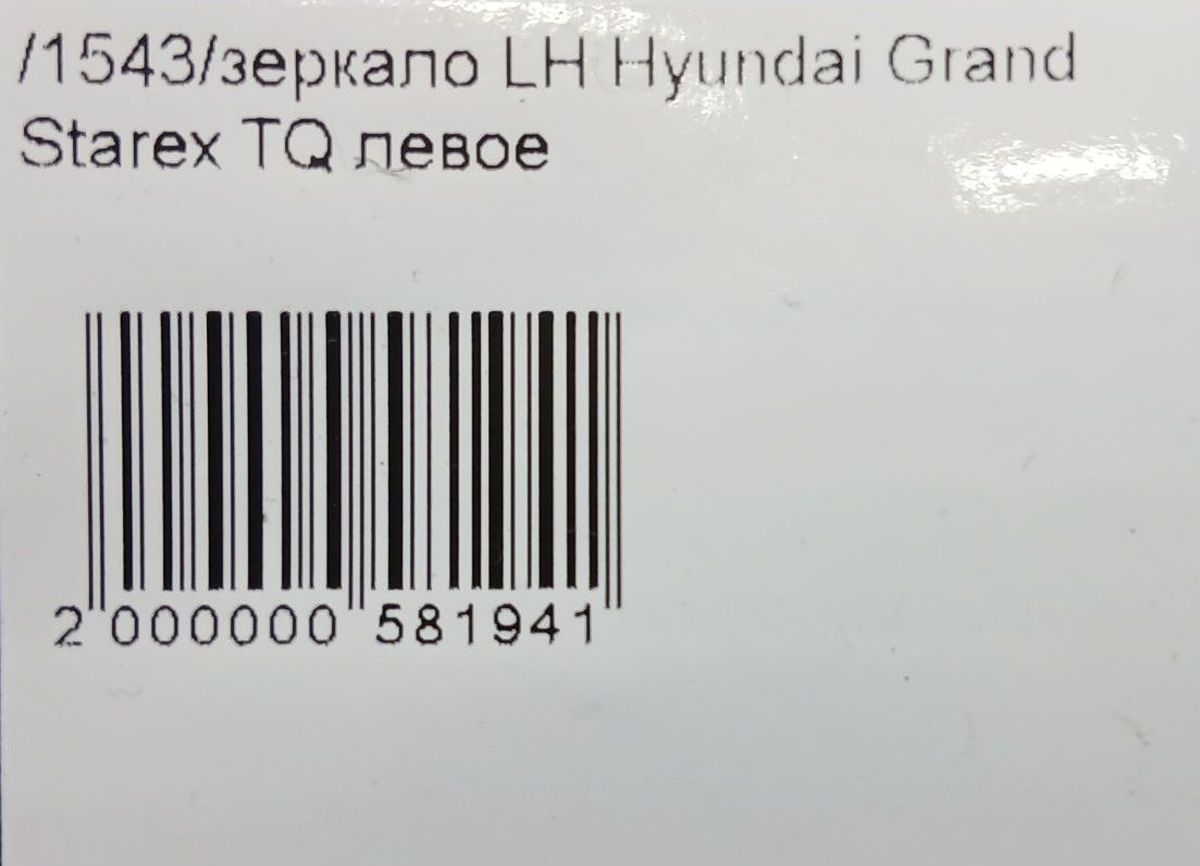 /1543/зеркало LH Hyundai Grand
Starex TQ левое
2 000000 581941